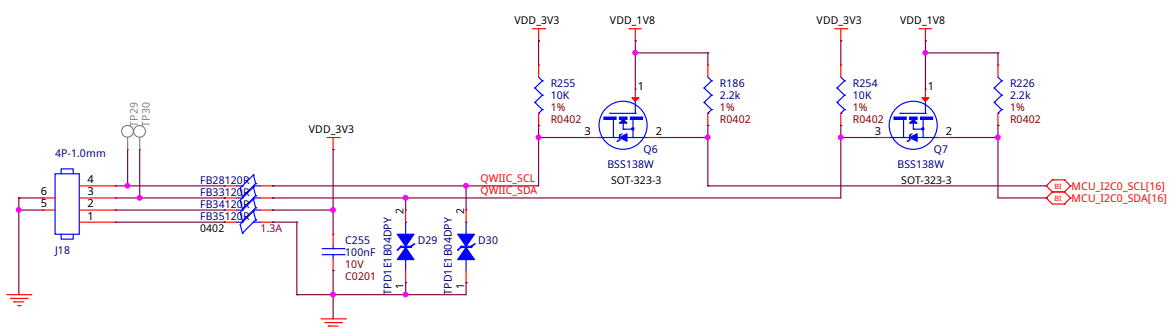 VDD_3V3
VDD_1V8
VDD_3V3
VDD_1V8
R255
10K
1%
R0402
1
R186
2.2k
1%
R0402
R254
10K
1%
R0402
1
R226
2.2k
1%
R0402
3
2
Q6
BSS138W
SOT-323-3
3
2
Q7
BSS138W
SOT-323-3
TP29
TP30
VDD_3V3
4P-1.0mm
4
3
2
1
6
5
J18
FB28120R
FB33120R
FB34120R
FB35120R
0402
1.3A
QWIIC_SCL
QWIIC_SDA
BI
MCU_I2C0_SCL[16]
BI
MCU_I2C0_SDA[16]
C255
100nF
10V
C0201
2
D29
TPD1E1B04DPY
1
2
D30
TPD1E1B04DPY
1